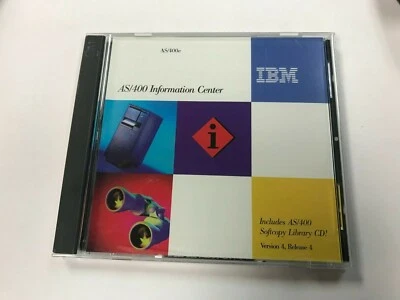 AS/400e
IBM
AS/400 Information Center
i
Includes AS/400
Softcopy Library CD!
Version 4, Release 4